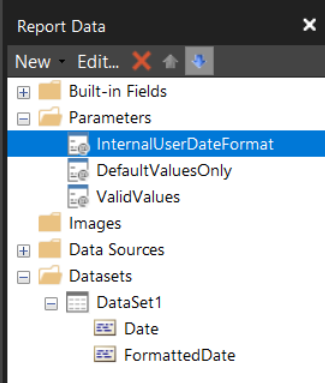 Report Data
New Edit...
Built-in Fields
Parameters
InternalUserDateFormat
DefaultValuesOnly
ValidValues
Images
Data Sources
Datasets
DataSet1
Date
FormattedDate